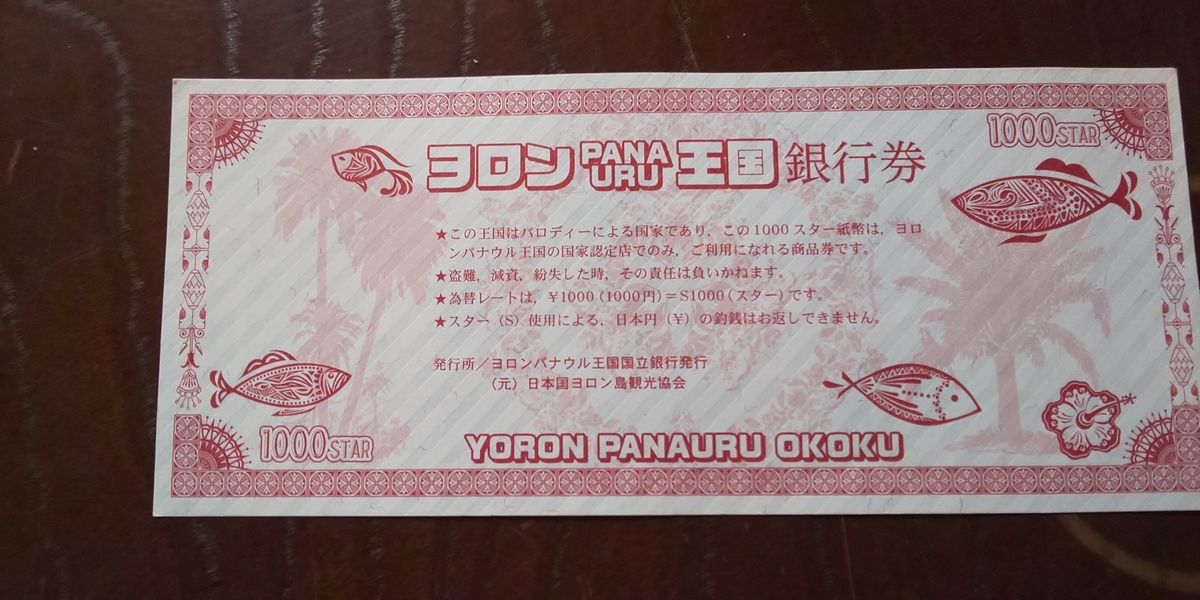 ヨロン PANA URU 王国 銀行券
1000 STAR
★この王国はパロディーによる国家であり，この1000スター紙幣は，ヨロ
ンパナウル王国の国家認定店でのみ，ご利用になれる商品券です。
★盗難，減資，紛失した時，その責任は負いかねます。
★為替レートは，¥1000（1000円）＝S1000（スター）です。
★スター（S）使用による，日本円（¥）の釣銭はお返しできません。
発行所／ヨロンパナウル王国国立銀行発行
（元）日本国ヨロン島観光協会
1000 STAR
YORON PANAURU OKOKU